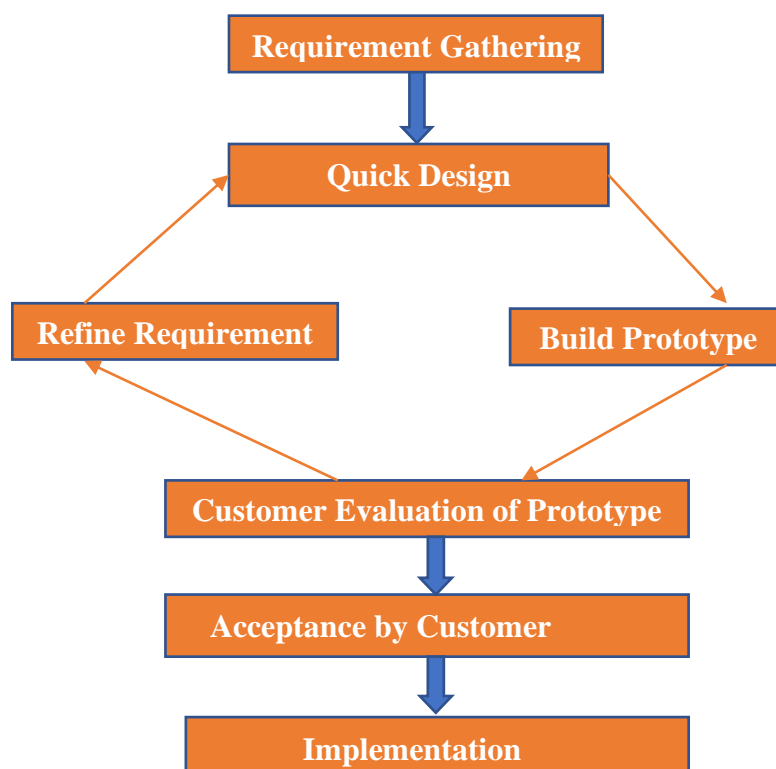 Requirement Gathering
Quick Design
Refine Requirement
Build Prototype
Customer Evaluation of Prototype
Acceptance by Customer
Implementation